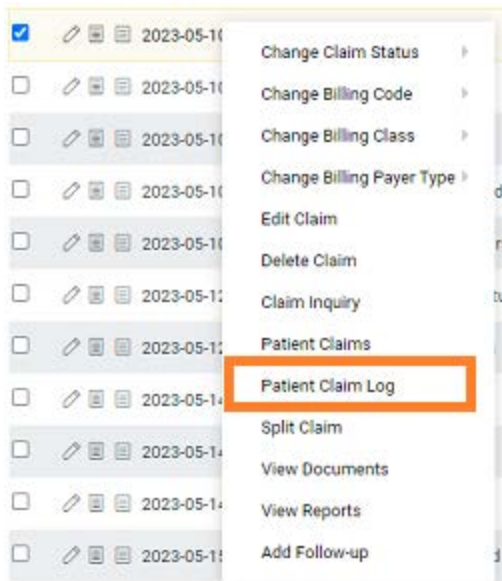 2023-05-10
Change Claim Status
2023-05-10
Change Billing Code
2023-05-10
Change Billing Class
2023-05-10
Change Billing Payer Type
Edit Claim
2023-05-10
Delete Claim
2023-05-12
Claim Inquiry
2023-05-12
Patient Claims
Patient Claim Log
2023-05-14
Split Claim
2023-05-14
View Documents
2023-05-14
View Reports
2023-05-15
Add Follow-up